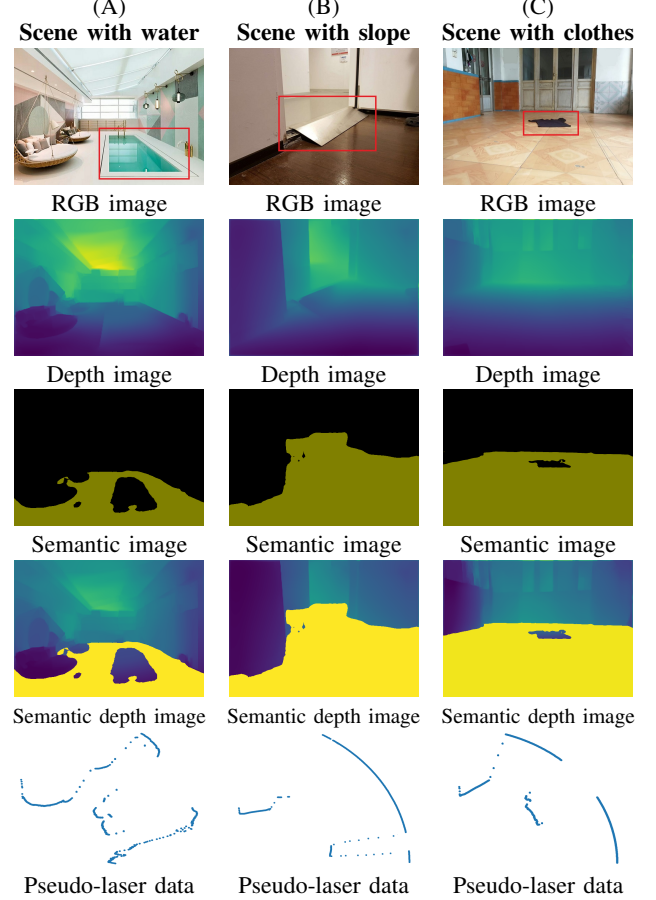 (A) (B) (C)
Scene with water Scene with slope Scene with clothes
RGB image RGB image RGB image
Depth image Depth image Depth image
Semantic image Semantic image Semantic image
Semantic depth image Semantic depth image Semantic depth image
Pseudo-laser data Pseudo-laser data Pseudo-laser data